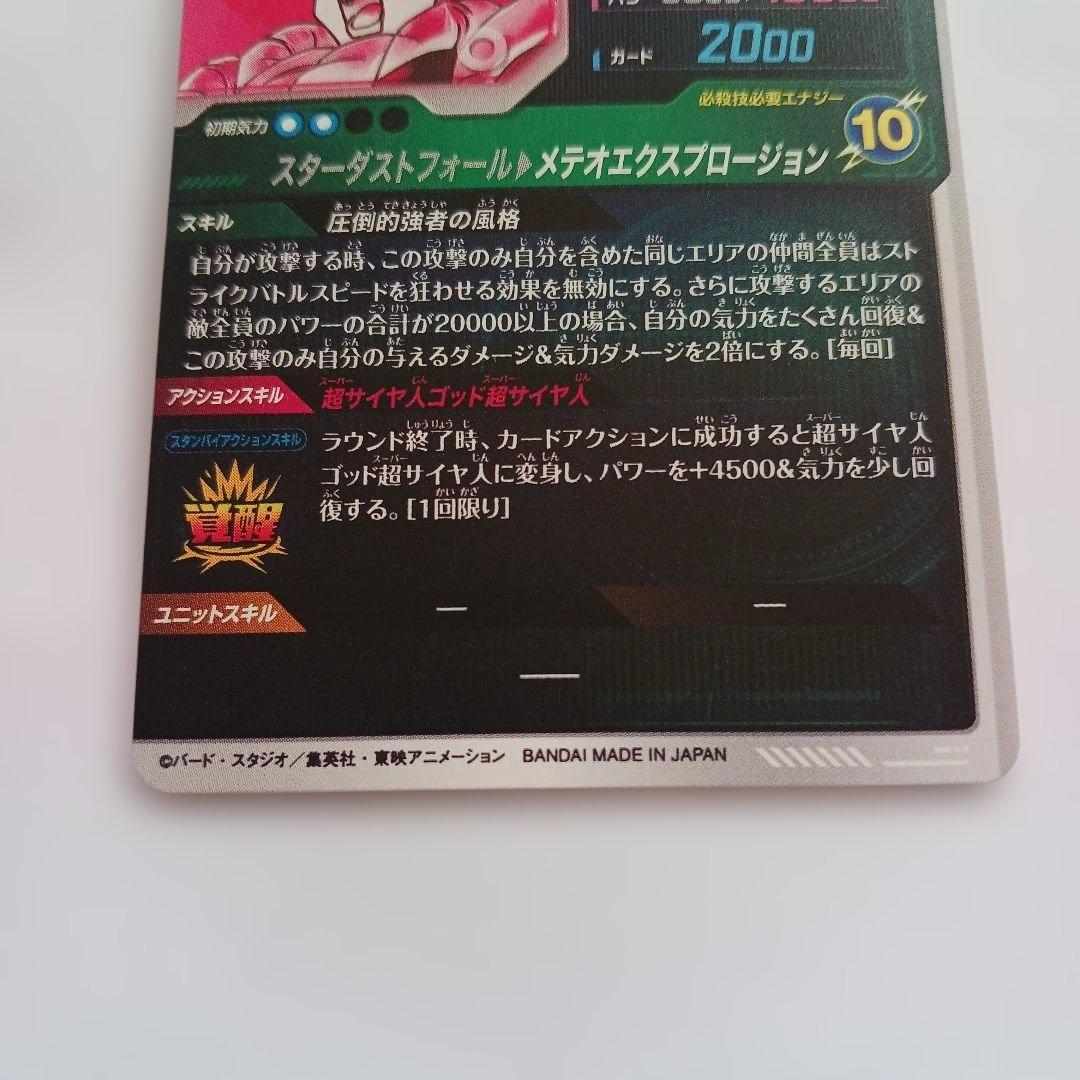 ガード 2000
必殺技必要エナジー
10
初期気力
スターダストフォール▶メテオエクスプロージョン
スキル 圧倒的強者の風格
自分が攻撃する時、この攻撃のみ自分を含めた同じエリアの仲間全員はスト
ライクバトルスピードを狂わせる効果を無効にする。さらに攻撃するエリアの
敵全員のパワーの合計が20000以上の場合、自分の気力をたくさん回復&
この攻撃のみ自分の与えるダメージ&気力ダメージを2倍にする。[毎回]
アクションスキル 超サイヤ人ゴッド超サイヤ人
スタンバイアクションスキル
覚醒
ラウンド終了時、カードアクションに成功すると超サイヤ人
ゴッド超サイヤ人に変身し、パワーを+4500&気力を少し回
復する。[1回限り]
ユニットスキル ― ―
―
©バード・スタジオ／集英社・東映アニメーション BANDAI MADE IN JAPAN